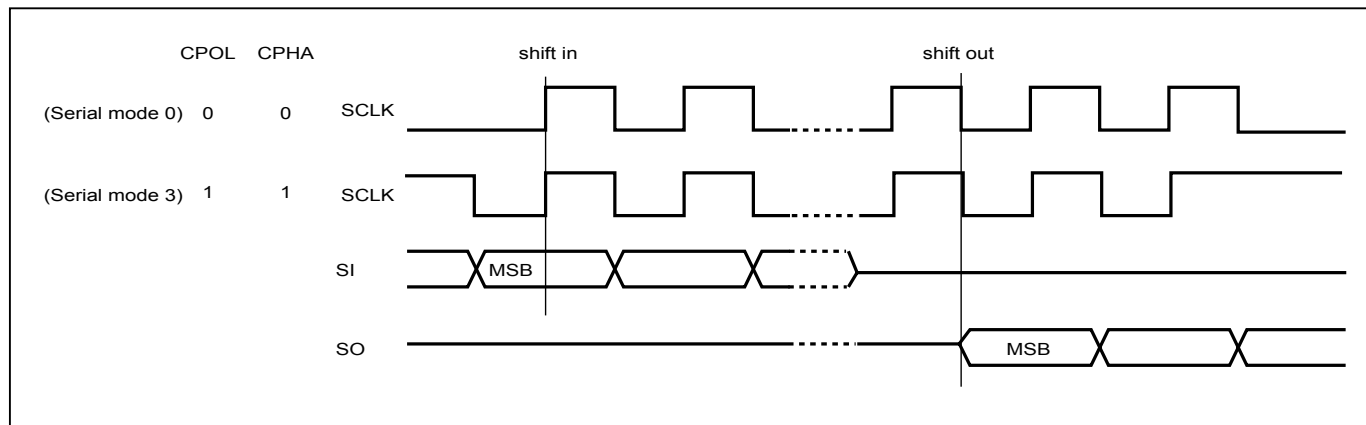 CPOL CPHA shift in shift out
(Serial mode 0) 0 0 SCLK
(Serial mode 3) 1 1 SCLK
SI MSB
SO MSB